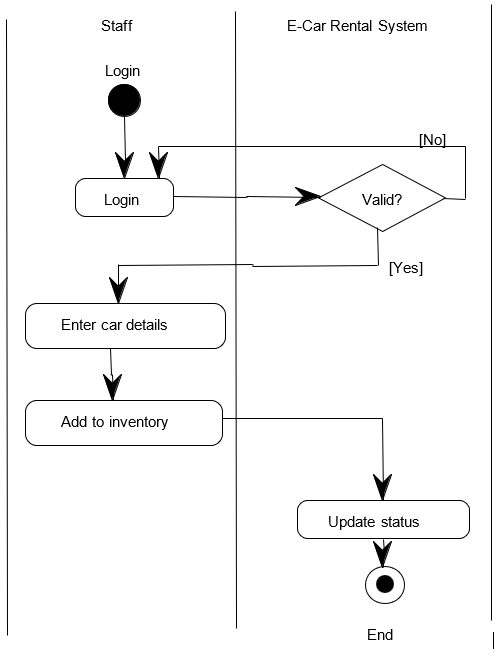 Staff
E-Car Rental System
Login
[No]
Login
Valid?
[Yes]
Enter car details
Add to inventory
Update status
End